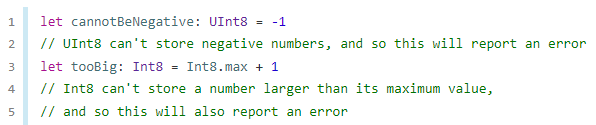 1 let cannotBeNegative: UInt8 = -1
2 // UInt8 can't store negative numbers, and so this will report an error
3 let tooBig: Int8 = Int8.max + 1
4 // Int8 can't store a number larger than its maximum value,
5 // and so this will also report an error